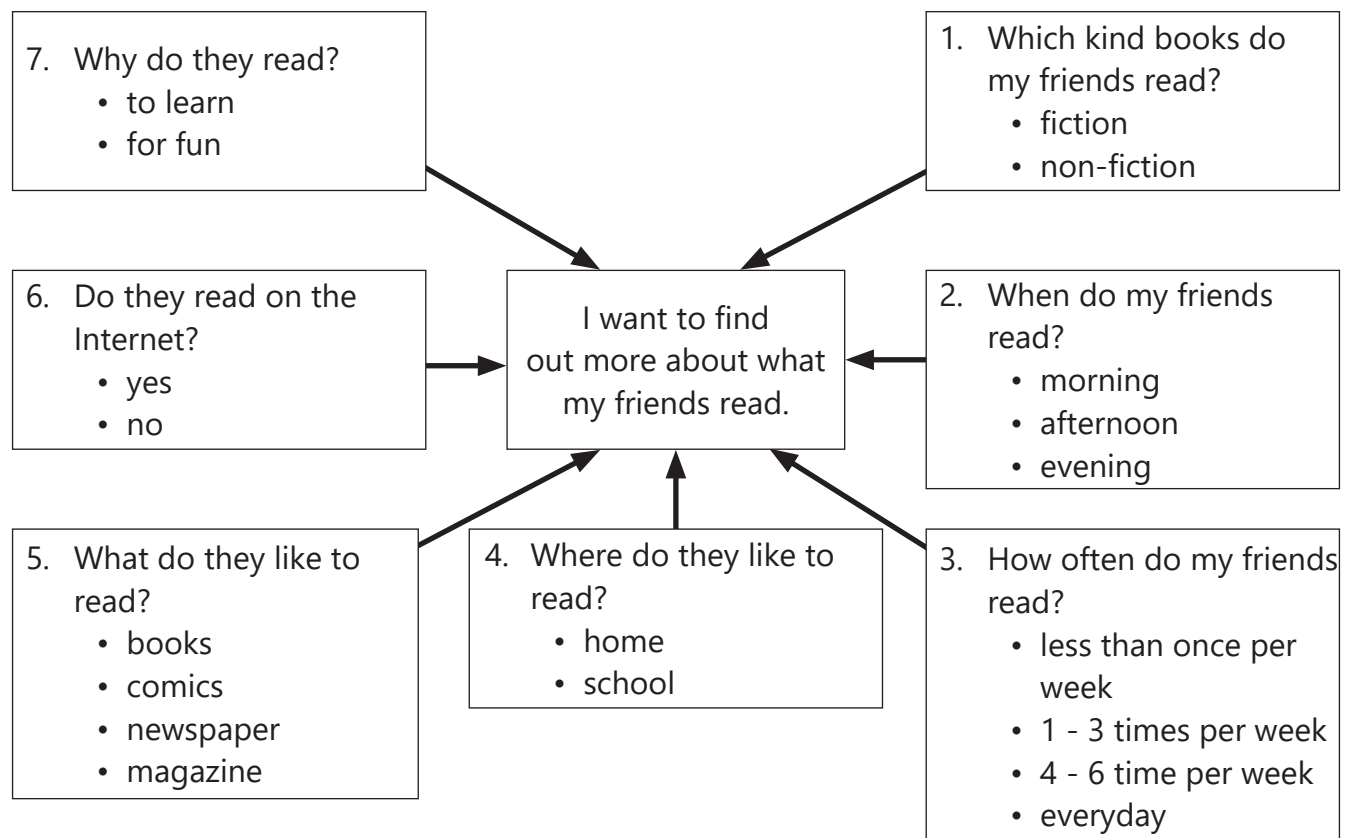 7. Why do they read?
• to learn
• for fun
1. Which kind books do
my friends read?
• fiction
• non-fiction
6. Do they read on the
Internet?
• yes
• no
I want to find
out more about what
my friends read.
2. When do my friends
read?
• morning
• afternoon
• evening
5. What do they like to
read?
• books
• comics
• newspaper
• magazine
4. Where do they like to
read?
• home
• school
3. How often do my friends
read?
• less than once per
week
• 1 - 3 times per week
• 4 - 6 time per week
• everyday